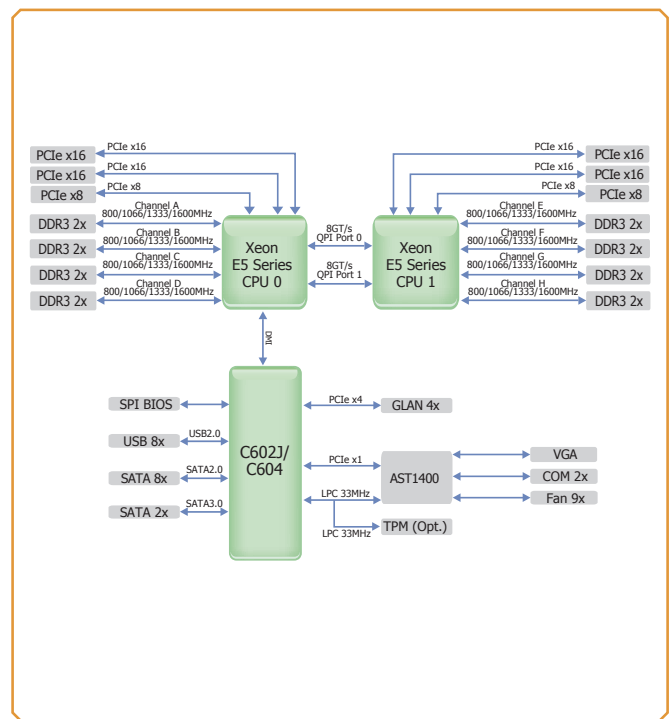 PCIe x16
PCIe x16
PCIe x16
PCIe x16
PCIe x8
PCIe x8
DDR3 2x
Channel A
800/1066/1333/1600MHz
DDR3 2x
Channel B
800/1066/1333/1600MHz
DDR3 2x
Channel C
800/1066/1333/1600MHz
DDR3 2x
Channel D
800/1066/1333/1600MHz
Xeon
E5 Series
CPU 0
8GT/s
QPI Port 0
8GT/s
QPI Port 1
Xeon
E5 Series
CPU 1
PCIe x16
PCIe x16
PCIe x16
PCIe x16
PCIe x8
PCIe x8
Channel E
800/1066/1333/1600MHz
DDR3 2x
Channel F
800/1066/1333/1600MHz
DDR3 2x
Channel G
800/1066/1333/1600MHz
DDR3 2x
Channel H
800/1066/1333/1600MHz
DDR3 2x
DMI
SPI BIOS
USB 8x
USB2.0
SATA 8x
SATA2.0
SATA 2x
SATA3.0
C602J/
C604
PCIe x4
GLAN 4x
PCIe x1
LPC 33MHz
AST1400
LPC 33MHz
TPM (Opt.)
VGA
COM 2x
Fan 9x